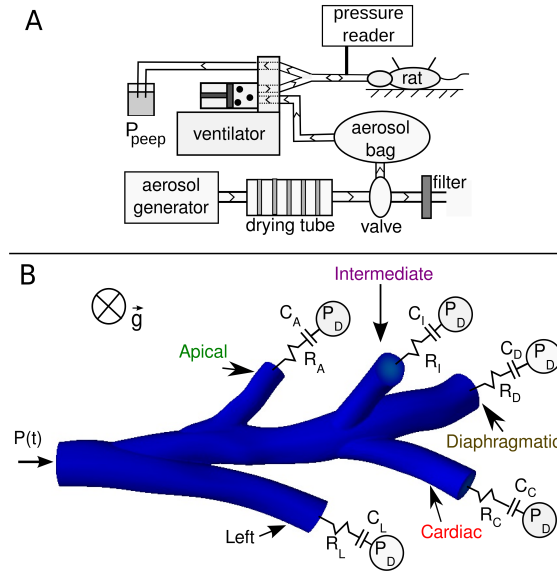 A
pressure
reader
rat
P_peep
ventilator
aerosol
bag
aerosol
generator
drying tube
valve
filter
B
Intermediate
g
C_A
P_D
R_A
C_I
P_D
R_I
Apical
C_D
P_D
R_D
P(t)
Diaphragmatic
Left
R_L
C_L
P_D
Cardiac
R_C
C_C
P_D